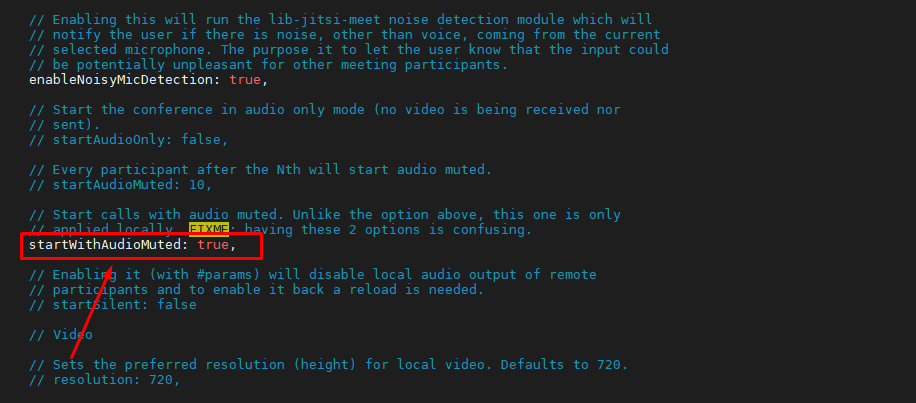 // Enabling this will run the lib-jitsi-meet noise detection module which will
// notify the user if there is noise, other than voice, coming from the current
// selected microphone. The purpose it to let the user know that the input could
// be potentially unpleasant for other meeting participants.
enableNoisyMicDetection: true,
// Start the conference in audio only mode (no video is being received nor
// sent).
// startAudioOnly: false,
// Every participant after the Nth will start audio muted.
// startAudioMuted: 10,
// Start calls with audio muted. Unlike the option above, this one is only
// applied locally. FIXME: having these 2 options is confusing.
startWithAudioMuted: true,
// Enabling it (with #params) will disable local audio output of remote
// participants and to enable it back a reload is needed.
// startSilent: false
// Video
// Sets the preferred resolution (height) for local video. Defaults to 720.
// resolution: 720,